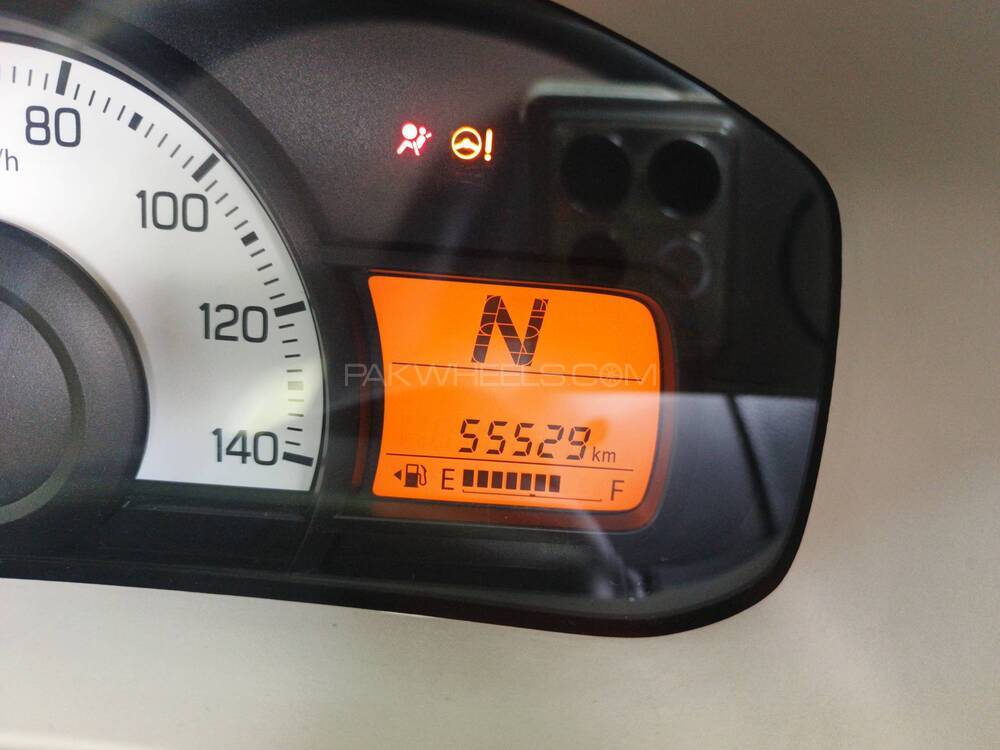 80
/h
100
120
140
N
PAKWHEELS.COM
55529 km
E F